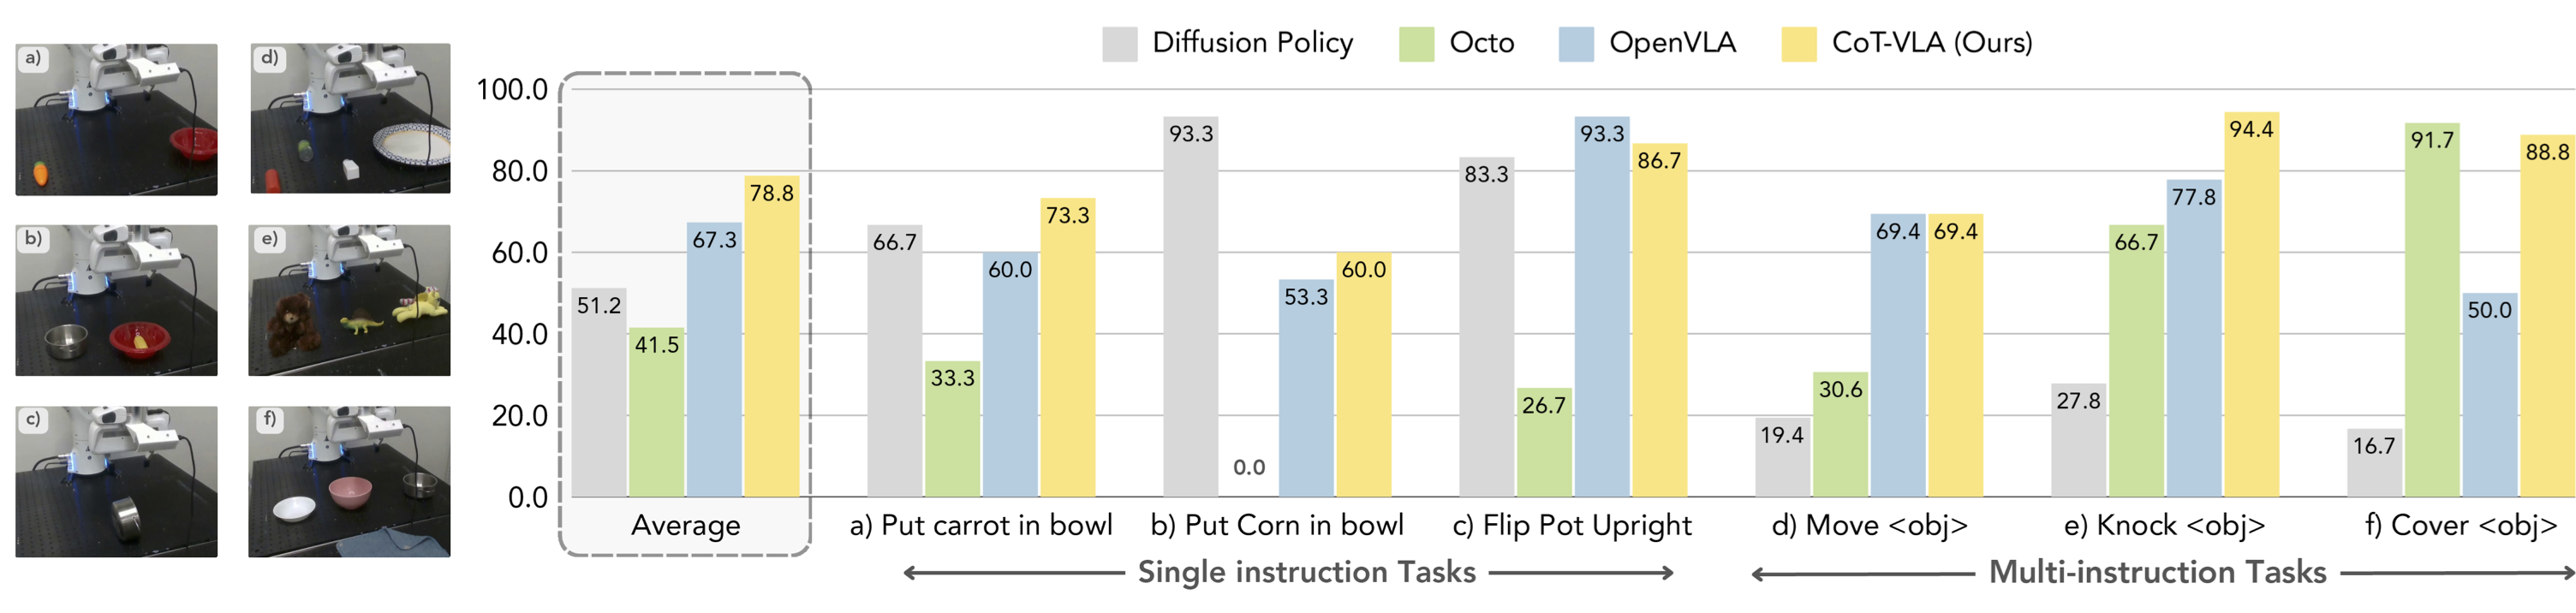 a)
d)
b)
e)
c)
f)
Diffusion Policy
Octo
OpenVLA
CoT-VLA (Ours)
100.0
80.0
60.0
40.0
20.0
0.0
51.2
41.5
67.3
78.8
66.7
33.3
60.0
73.3
93.3
0.0
53.3
60.0
83.3
26.7
93.3
86.7
19.4
30.6
69.4
69.4
27.8
66.7
77.8
94.4
16.7
91.7
50.0
88.8
Average
a) Put carrot in bowl
b) Put Corn in bowl
c) Flip Pot Upright
d) Move <obj>
e) Knock <obj>
f) Cover <obj>
Single instruction Tasks
Multi-instruction Tasks